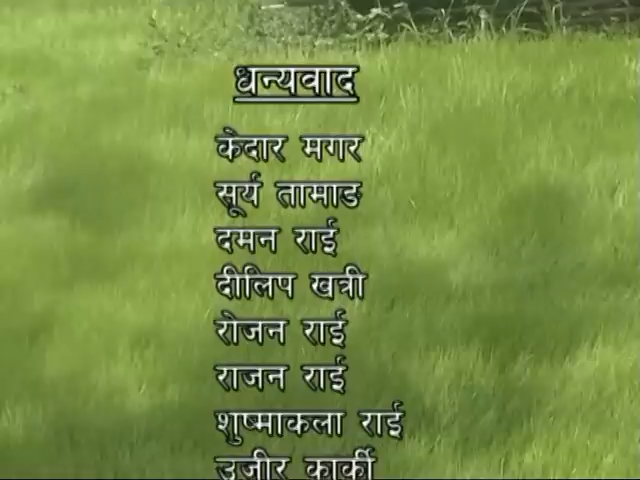 धन्यवाद
केदार मगर
सूर्य तामाङ
दमन राई
दीलिप खत्री
रोजन राई
राजन राई
शुष्माकला राई
उजीर कार्की